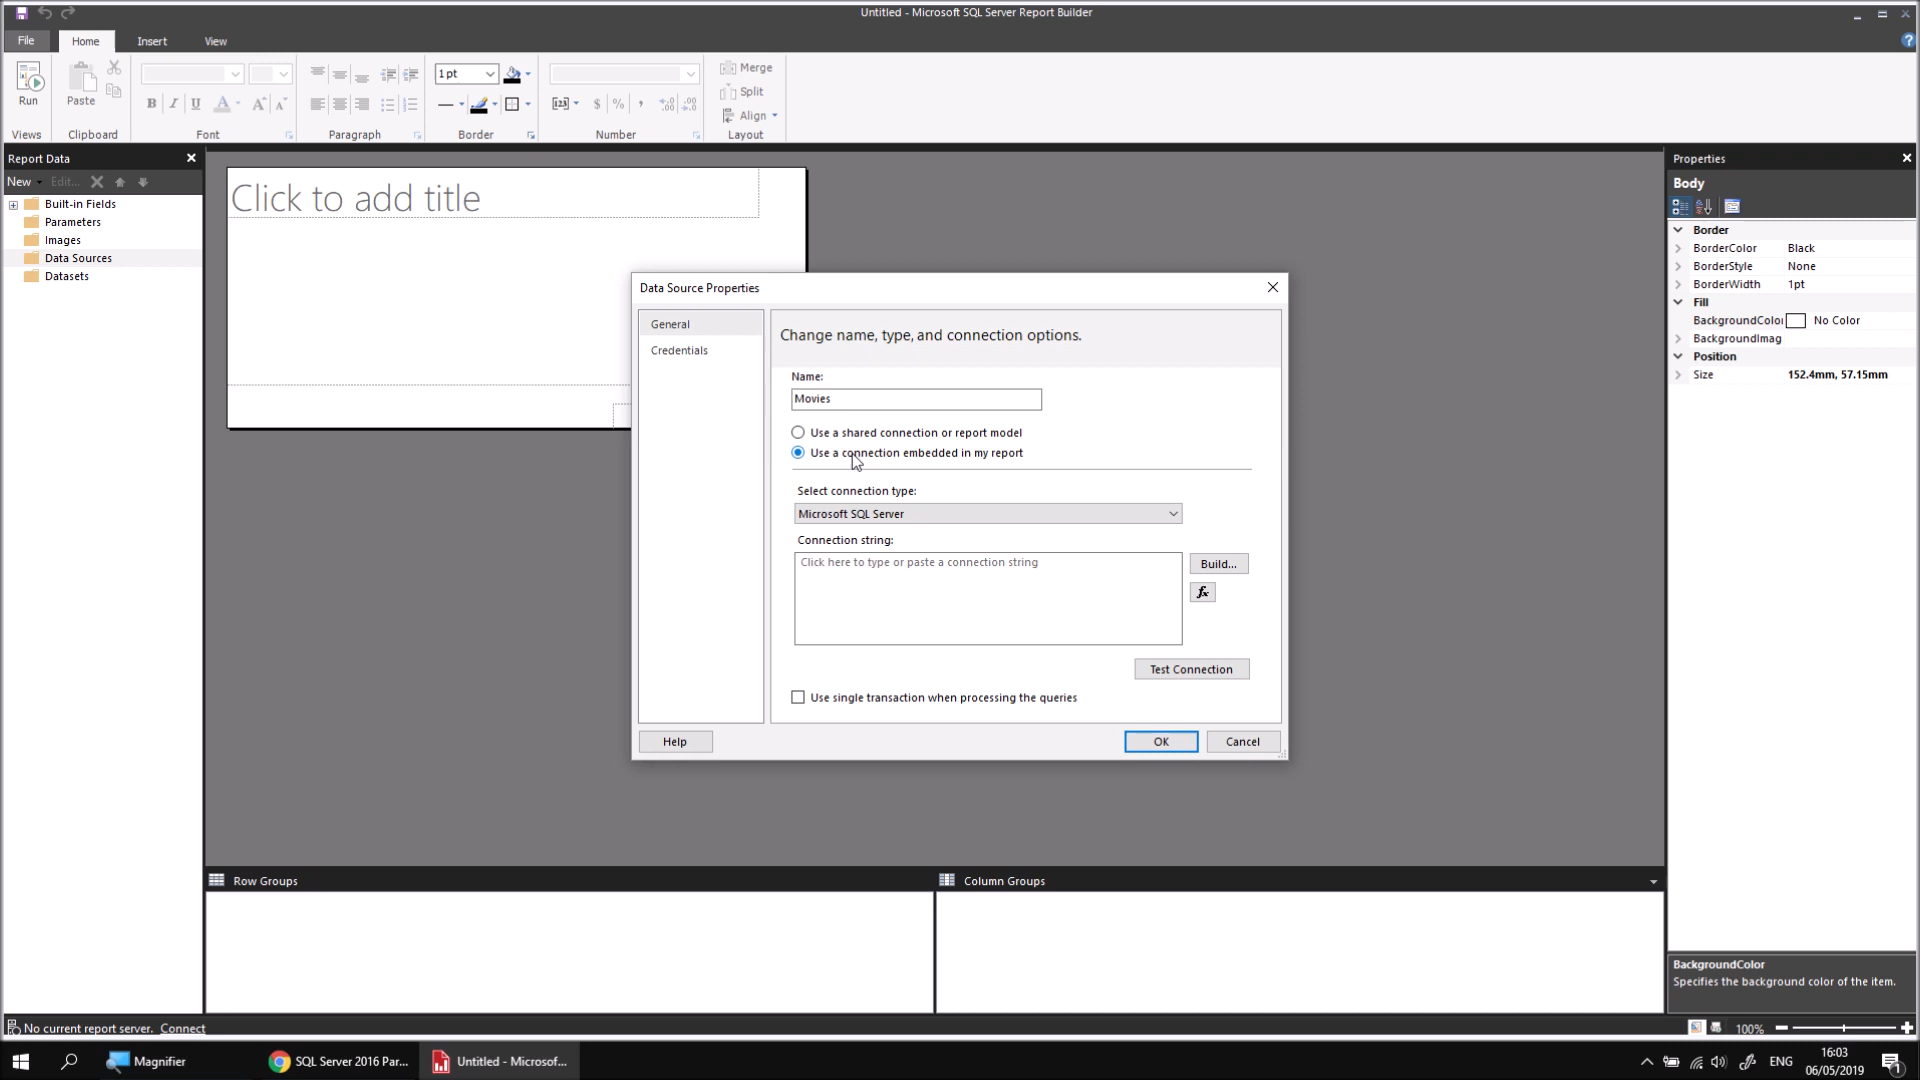 Untitled - Microsoft SQL Server Report Builder
File
Home
Insert
View
Run
Paste
1pt
B I U A A A
[123] $ % ,
Merge
Split
Align
Views
Clipboard
Font
Paragraph
Border
Number
Layout
Report Data
New
Edit...
Built-in Fields
Parameters
Images
Data Sources
Datasets
Click to add title
Data Source Properties
General
Credentials
Change name, type, and connection options.
Name:
Movies
Use a shared connection or report model
Use a connection embedded in my report
Select connection type:
Microsoft SQL Server
Connection string:
Click here to type or paste a connection string
Build...
fx
Test Connection
Use single transaction when processing the queries
Help
OK
Cancel
Properties
Body
Border
BorderColor Black
BorderStyle None
BorderWidth 1pt
Fill
BackgroundColor No Color
BackgroundImag
Position
Size 152.4mm, 57.15mm
BackgroundColor
Specifies the background color of the item.
Row Groups
Column Groups
No current report server. Connect
100%
Magnifier
SQL Server 2016 Par...
Untitled - Microsof...
ENG
16:03
06/05/2019
1